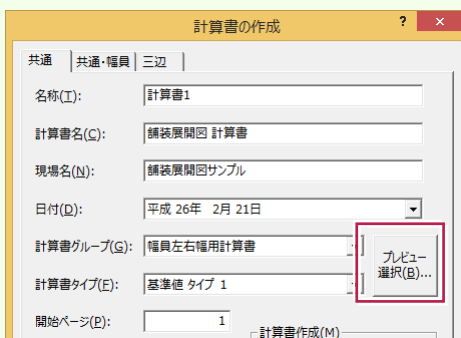 計算書の作成 ? ×
共通 共通・幅員 三辺
名称(T): 計算書1
計算書名(C): 舗装展開図 計算書
現場名(N): 舗装展開図サンプル
日付(D): 平成 26年 2月 21日
計算書グループ(G): 幅員左右幅用計算書
プレビュー
選択(B)...
計算書タイプ(E): 基準値 タイプ 1
開始ページ(P): 1
計算書作成(M)